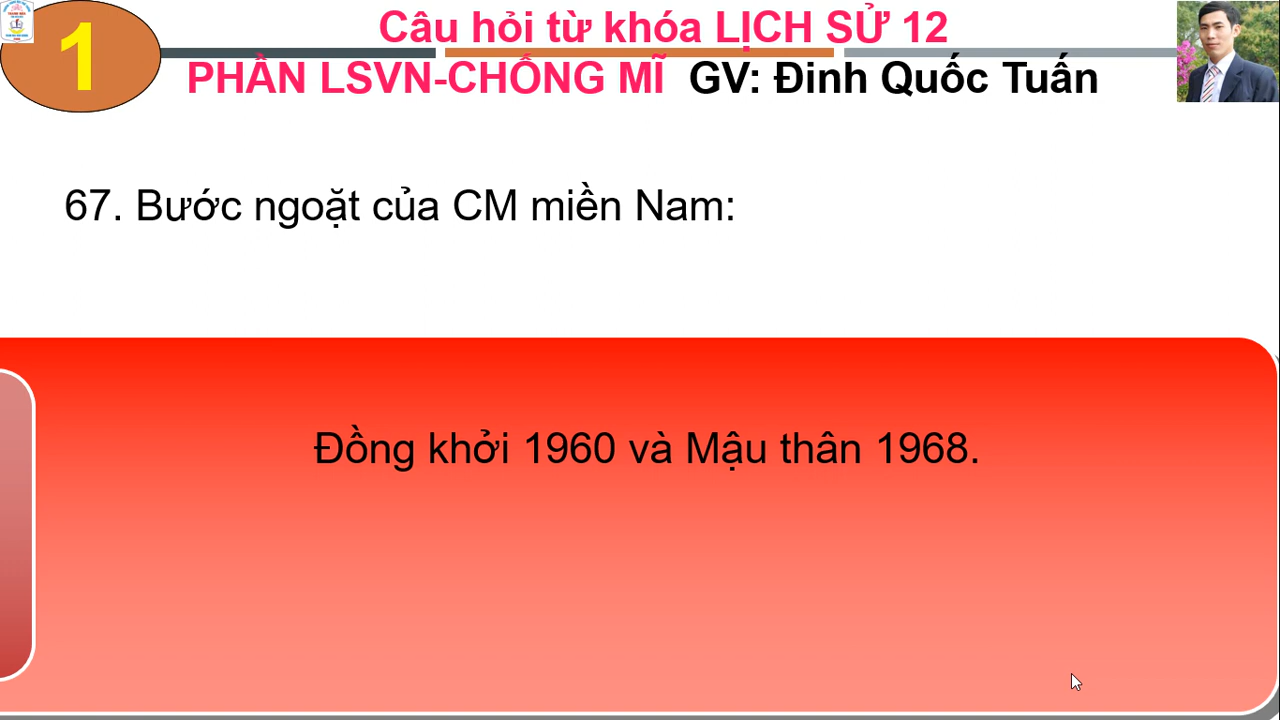 1
Câu hỏi từ khóa LỊCH SỬ 12
PHẦN LSVN-CHỐNG MĨ GV: Đinh Quốc Tuấn
67. Bước ngoặt của CM miền Nam:
Đồng khởi 1960 và Mậu thân 1968.